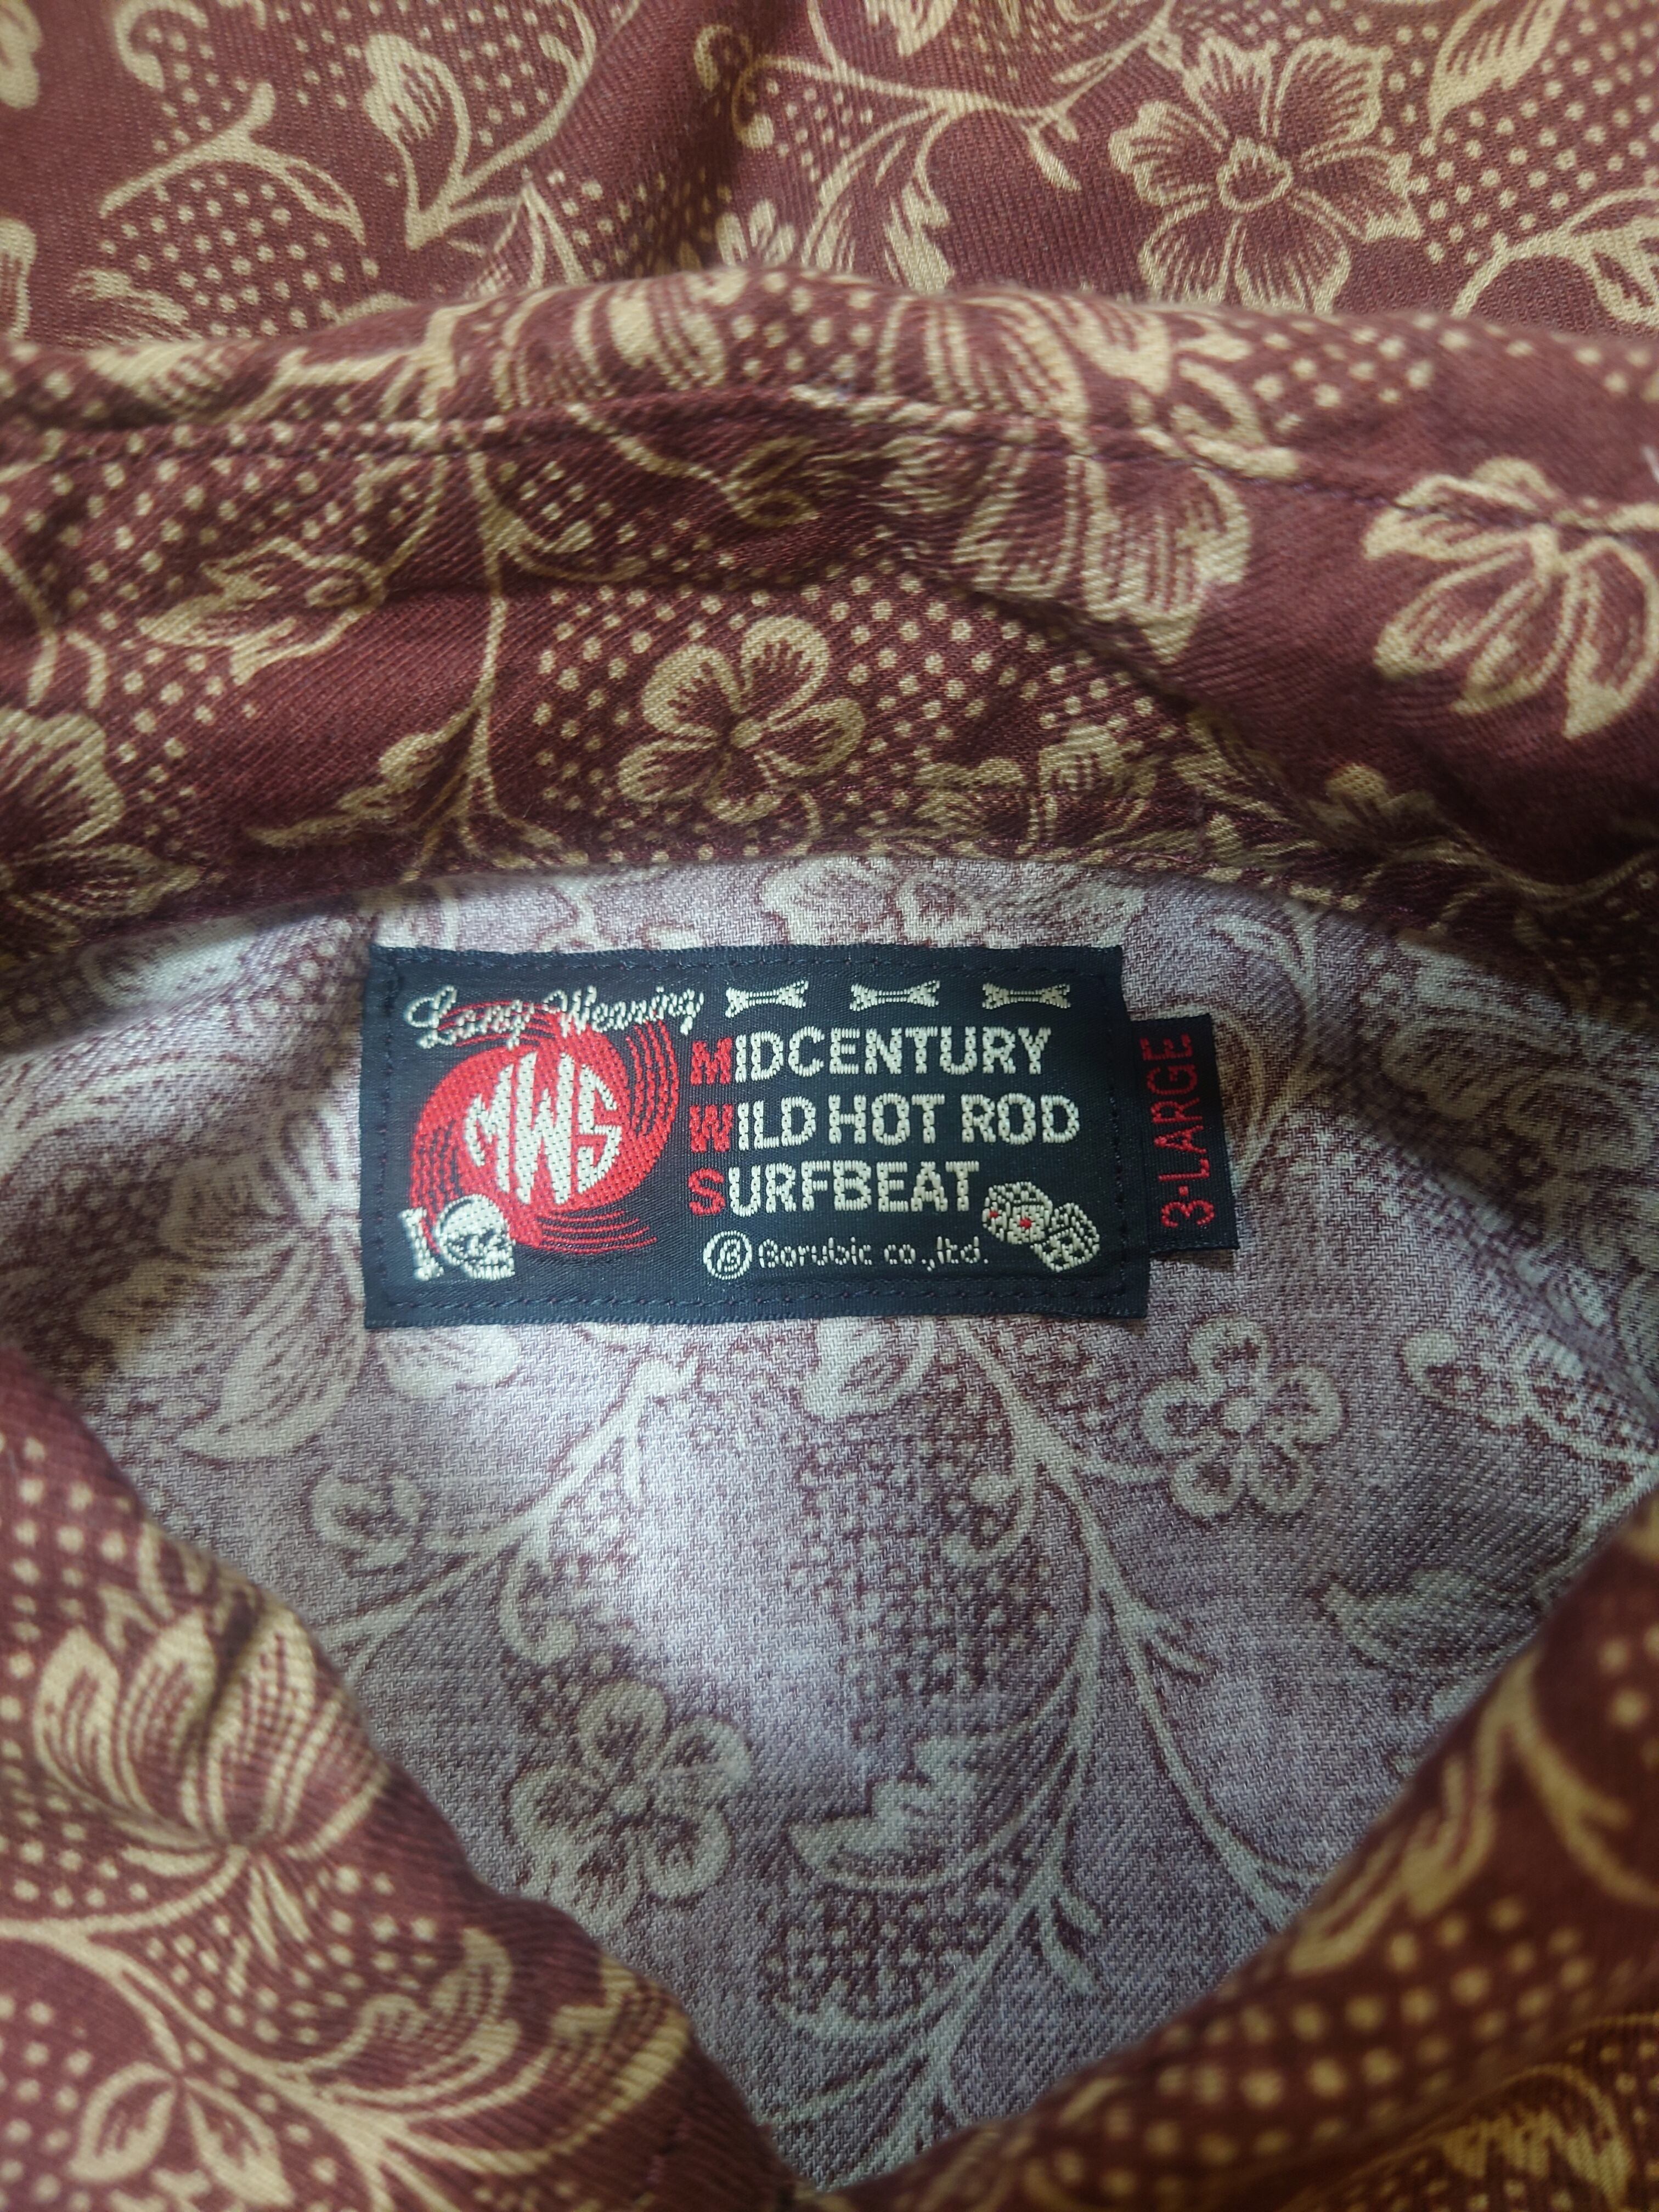 Long Wearing
MWS
MIDCENTURY
WILD HOT ROD
SURFBEAT
B Borubic co.,ltd.
3-LARGE